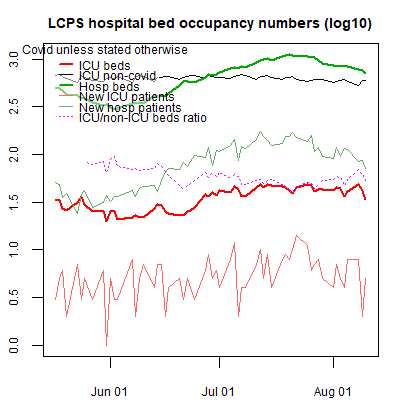 LCPS hospital bed occupancy numbers (log10)
Covid unless stated otherwise
ICU beds
ICU non-covid
Hosp beds
New ICU patients
New hosp patients
ICU/non-ICU beds ratio
3.0
2.5
2.0
1.5
1.0
0.5
0.0
Jun 01
Jul 01
Aug 01